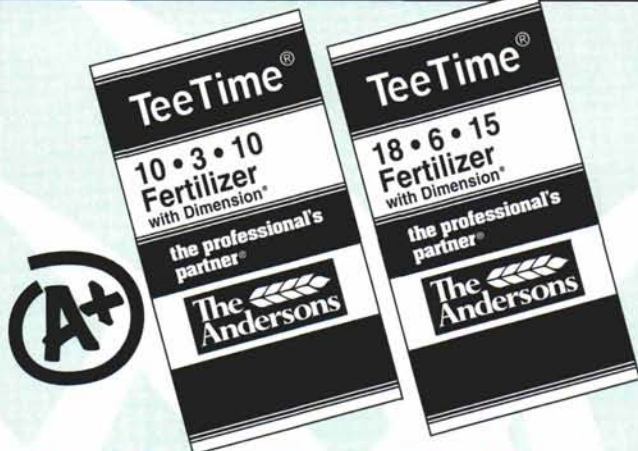 TeeTime®
10 • 3 • 10
Fertilizer
with Dimension®
the professional's
partner®
The
Andersons
TeeTime®
18 • 6 • 15
Fertilizer
with Dimension®
the professional's
partner®
The
Andersons
A+